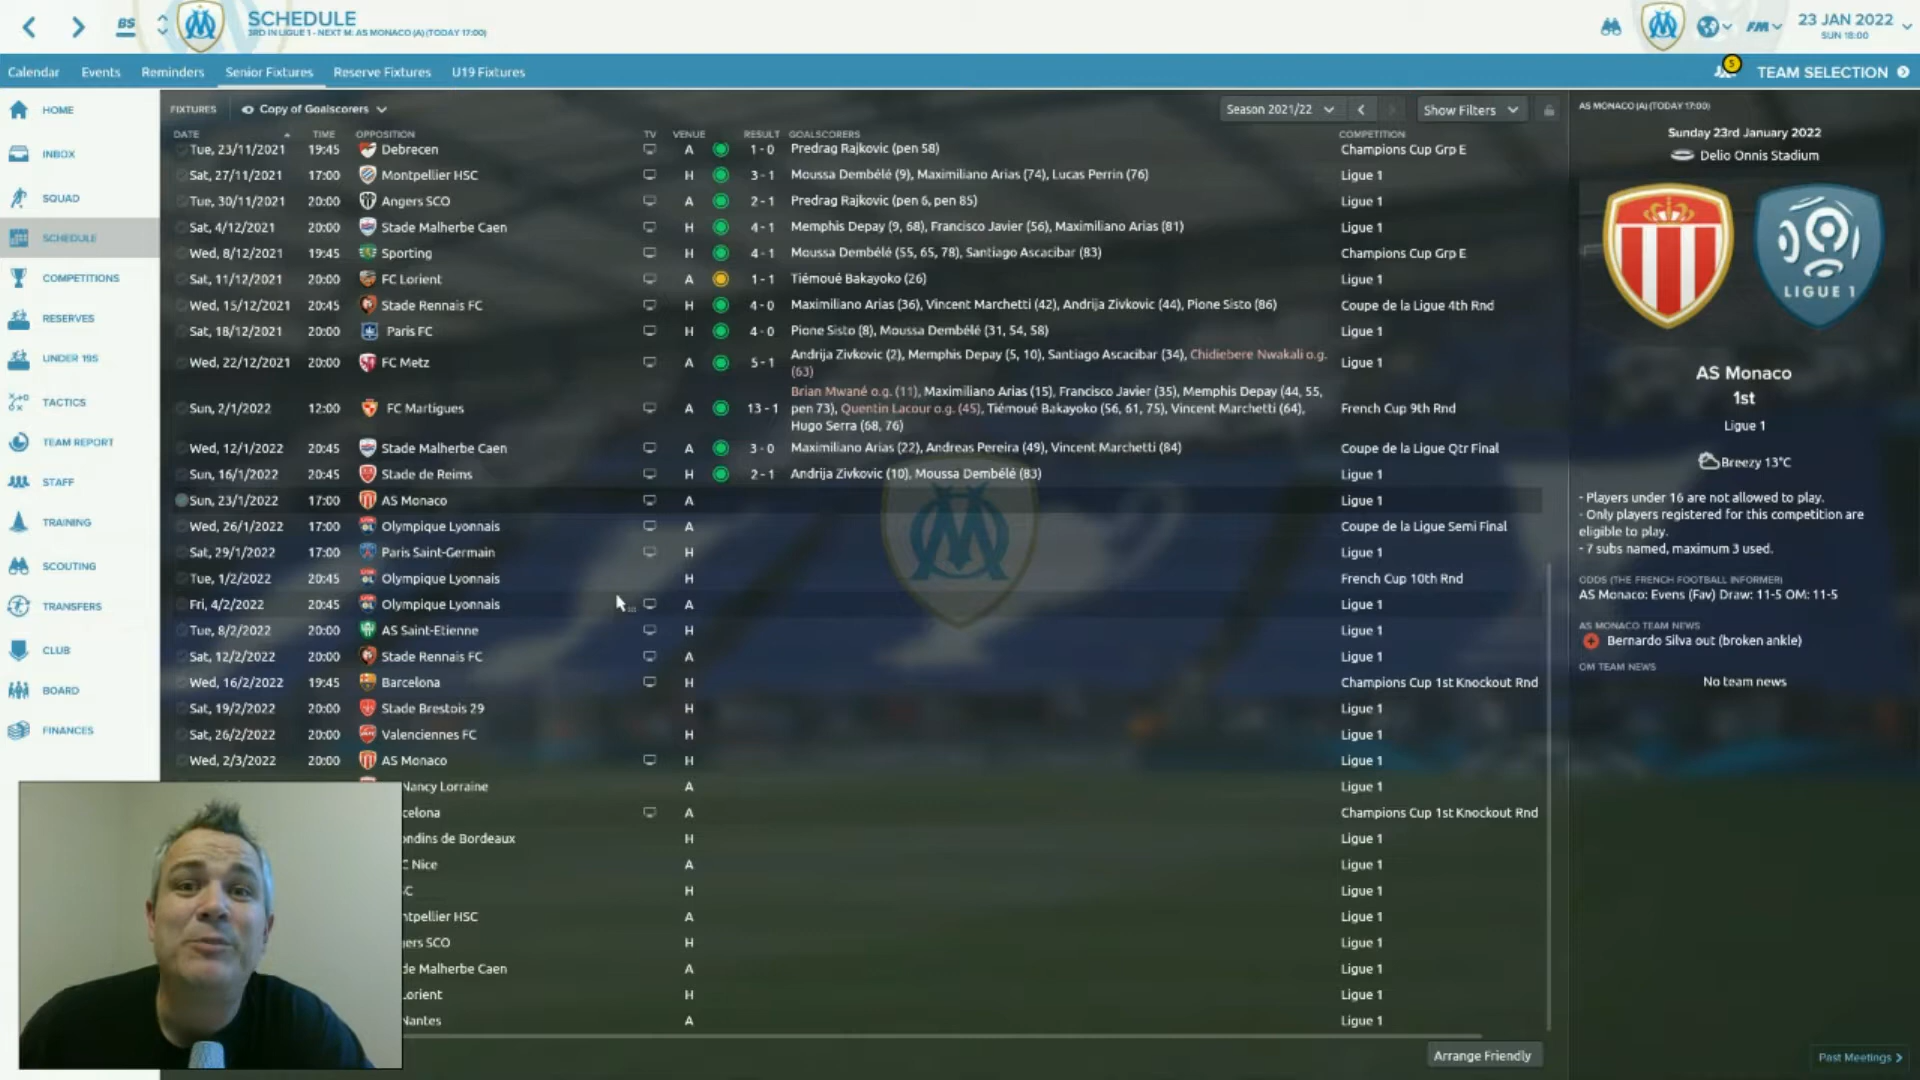 BS
SCHEDULE
3RD IN LIGUE 1 - NEXT M: AS MONACO (A) (TODAY 17:00)
FM
23 JAN 2022
SUN 18:00
Calendar Events Reminders Senior Fixtures Reserve Fixtures U19 Fixtures
5
TEAM SELECTION
HOME
INBOX
SQUAD
SCHEDULE
COMPETITIONS
RESERVES
UNDER 19S
TACTICS
TEAM REPORT
STAFF
TRAINING
SCOUTING
TRANSFERS
CLUB
BOARD
FINANCES
FIXTURES Copy of Goalscorers Season 2021/22 Show Filters
DATE TIME OPPOSITION TV VENUE RESULT GOALSCORERS COMPETITION
Tue, 23/11/2021 19:45 Debrecen A 1 - 0 Predrag Rajkovic (pen 58) Champions Cup Grp E
Sat, 27/11/2021 17:00 Montpellier HSC H 3 - 1 Moussa Dembélé (9), Maximiliano Arias (74), Lucas Perrin (76) Ligue 1
Tue, 30/11/2021 20:00 Angers SCO A 2 - 1 Predrag Rajkovic (pen 6, pen 85) Ligue 1
Sat, 4/12/2021 20:00 Stade Malherbe Caen H 4 - 1 Memphis Depay (9, 68), Francisco Javier (56), Maximiliano Arias (81) Ligue 1
Wed, 8/12/2021 19:45 Sporting H 4 - 1 Moussa Dembélé (55, 65, 78), Santiago Ascacibar (83) Champions Cup Grp E
Sat, 11/12/2021 20:00 FC Lorient A 1 - 1 Tiémoué Bakayoko (26) Ligue 1
Wed, 15/12/2021 20:45 Stade Rennais FC H 4 - 0 Maximiliano Arias (36), Vincent Marchetti (42), Andrija Zivkovic (44), Pione Sisto (86) Coupe de la Ligue 4th Rnd
Sat, 18/12/2021 20:00 Paris FC H 4 - 0 Pione Sisto (8), Moussa Dembélé (31, 54, 58) Ligue 1
Wed, 22/12/2021 20:00 FC Metz A 5 - 1 Andrija Zivkovic (2), Memphis Depay (5, 10), Santiago Ascacibar (34), Chidiebere Nwakali o.g. (63) Ligue 1
Sun, 2/1/2022 12:00 FC Martigues A 13 - 1 Brian Mwané o.g. (11), Maximiliano Arias (15), Francisco Javier (35), Memphis Depay (44, 55, pen 73), Quentin Lacour o.g. (45), Tiémoué Bakayoko (56, 61, 75), Vincent Marchetti (64), Hugo Serra (68, 76) French Cup 9th Rnd
Wed, 12/1/2022 20:45 Stade Malherbe Caen A 3 - 0 Maximiliano Arias (22), Andreas Pereira (49), Vincent Marchetti (84) Coupe de la Ligue Qtr Final
Sun, 16/1/2022 20:45 Stade de Reims H 2 - 1 Andrija Zivkovic (10), Moussa Dembélé (83) Ligue 1
Sun, 23/1/2022 17:00 AS Monaco A Ligue 1
Wed, 26/1/2022 17:00 Olympique Lyonnais A Coupe de la Ligue Semi Final
Sat, 29/1/2022 17:00 Paris Saint-Germain H Ligue 1
Tue, 1/2/2022 20:45 Olympique Lyonnais H French Cup 10th Rnd
Fri, 4/2/2022 20:45 Olympique Lyonnais A Ligue 1
Tue, 8/2/2022 20:00 AS Saint-Etienne H Ligue 1
Sat, 12/2/2022 20:00 Stade Rennais FC A Ligue 1
Wed, 16/2/2022 19:45 Barcelona H Champions Cup 1st Knockout Rnd
Sat, 19/2/2022 20:00 Stade Brestois 29 H Ligue 1
Sat, 26/2/2022 20:00 Valenciennes FC H Ligue 1
Wed, 2/3/2022 20:00 AS Monaco H Ligue 1
Nancy Lorraine A Ligue 1
celona A Champions Cup 1st Knockout Rnd
ondins de Bordeaux H Ligue 1
C Nice A Ligue 1
SC H Ligue 1
ntpellier HSC A Ligue 1
gers SCO H Ligue 1
de Malherbe Caen A Ligue 1
Lorient H Ligue 1
Nantes A Ligue 1
Arrange Friendly
AS MONACO (A) (TODAY 17:00)
Sunday 23rd January 2022
Delio Onnis Stadium
LIGUE 1
AS Monaco
1st
Ligue 1
Breezy 13°C
- Players under 16 are not allowed to play.
- Only players registered for this competition are
eligible to play.
- 7 subs named, maximum 3 used.
ODDS (THE FRENCH FOOTBALL INFORMER)
AS Monaco: Evens (Fav) Draw: 11-5 OM: 11-5
AS MONACO TEAM NEWS
Bernardo Silva out (broken ankle)
OM TEAM NEWS
No team news
Past Meetings